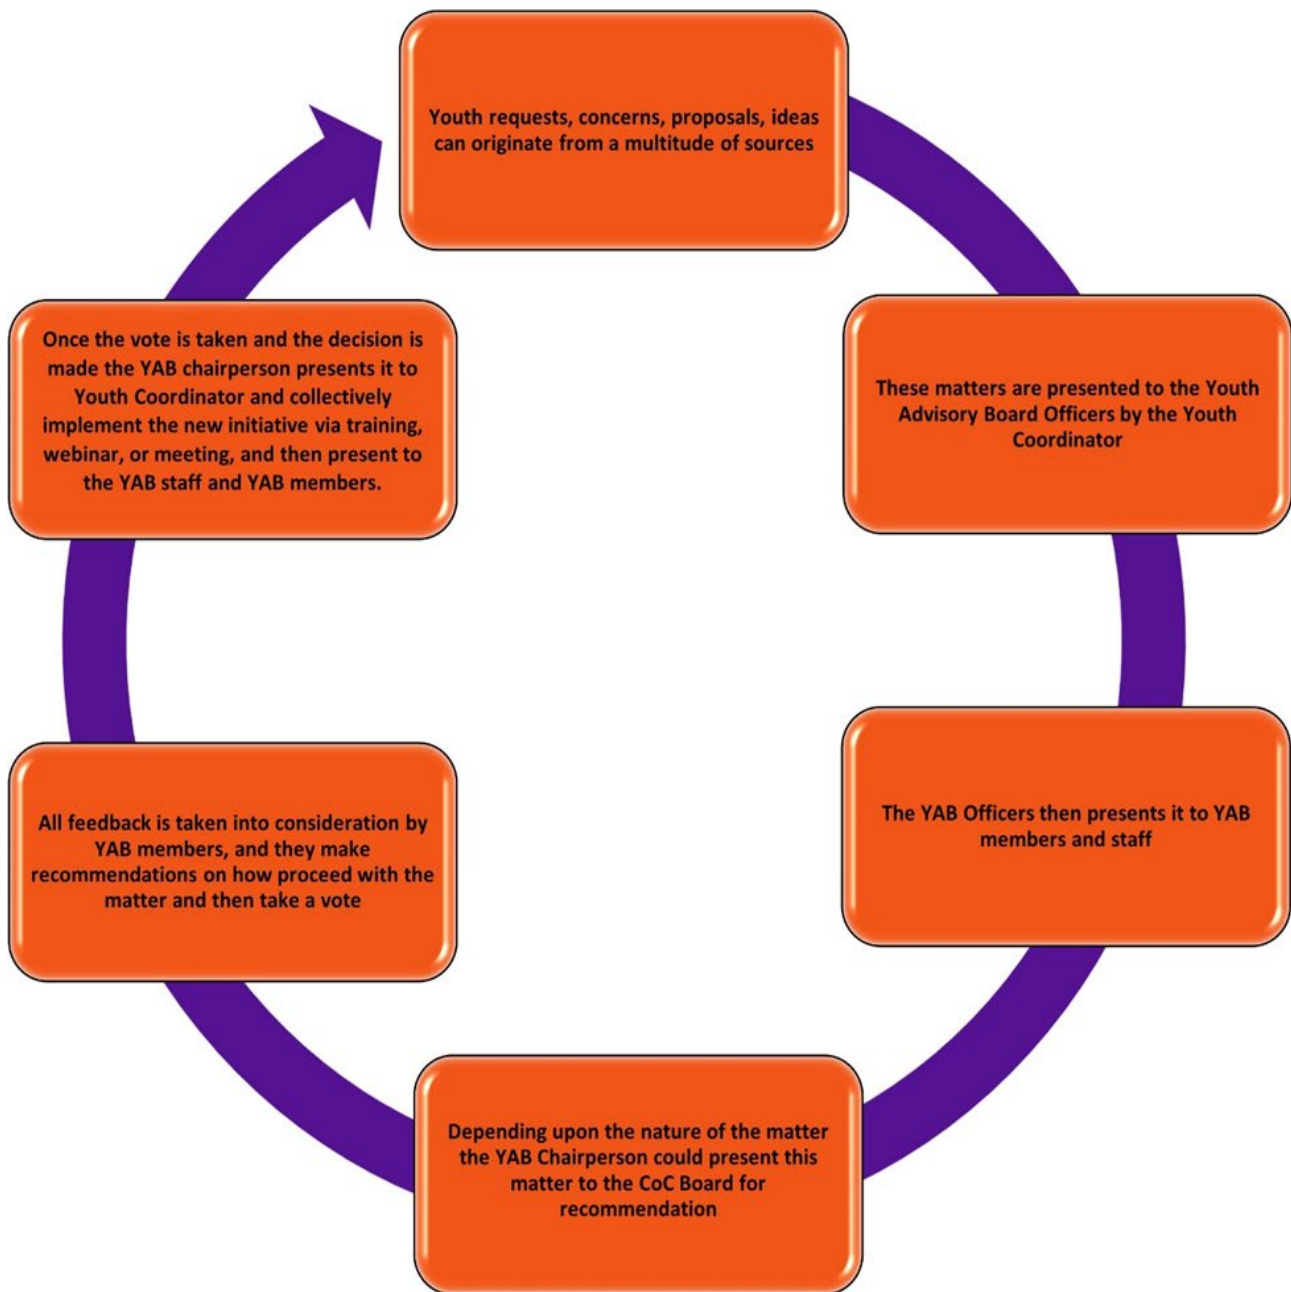 Youth requests, concerns, proposals, ideas
can originate from a multitude of sources
These matters are presented to the Youth
Advisory Board Officers by the Youth
Coordinator
The YAB Officers then presents it to YAB
members and staff
Depending upon the nature of the matter
the YAB Chairperson could present this
matter to the CoC Board for
recommendation
All feedback is taken into consideration by
YAB members, and they make
recommendations on how proceed with the
matter and then take a vote
Once the vote is taken and the decision is
made the YAB chairperson presents it to
Youth Coordinator and collectively
implement the new initiative via training,
webinar, or meeting, and then present to
the YAB staff and YAB members.